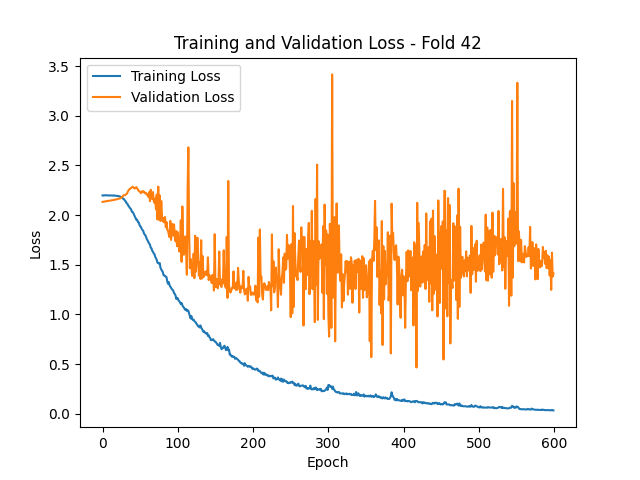 Training and Validation Loss - Fold 42
Training Loss
Validation Loss
3.5
3.0
2.5
2.0
1.5
1.0
0.5
0.0
Loss
0 100 200 300 400 500 600
Epoch